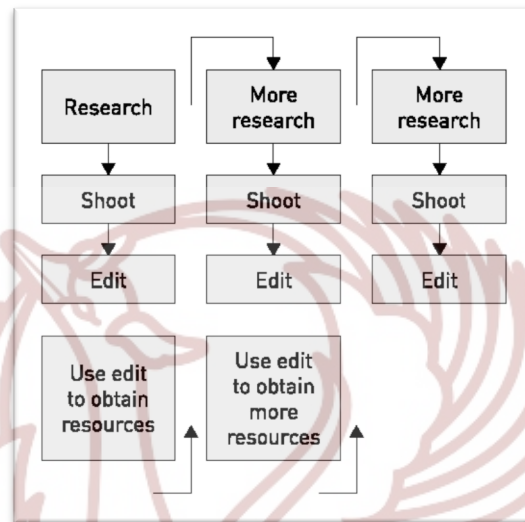 Research
Shoot
Edit
Use edit
to obtain
resources
More
research
Shoot
Edit
Use edit
to obtain
more
resources
More
research
Shoot
Edit